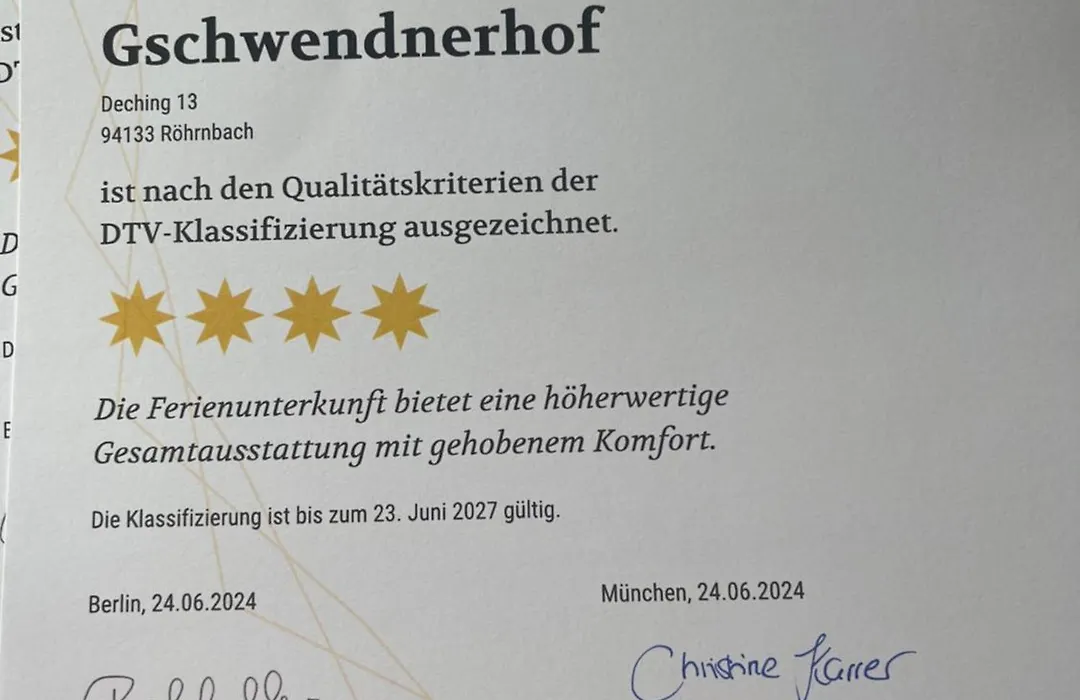 Gschwendnerhof
Deching 13
94133 Röhrnbach
ist nach den Qualitätskriterien der
DTV-Klassifizierung ausgezeichnet.
Die Ferienunterkunft bietet eine höherwertige
Gesamtausstattung mit gehobenem Komfort.
Die Klassifizierung ist bis zum 23. Juni 2027 gültig.
Berlin, 24.06.2024
München, 24.06.2024
Christine Karrer